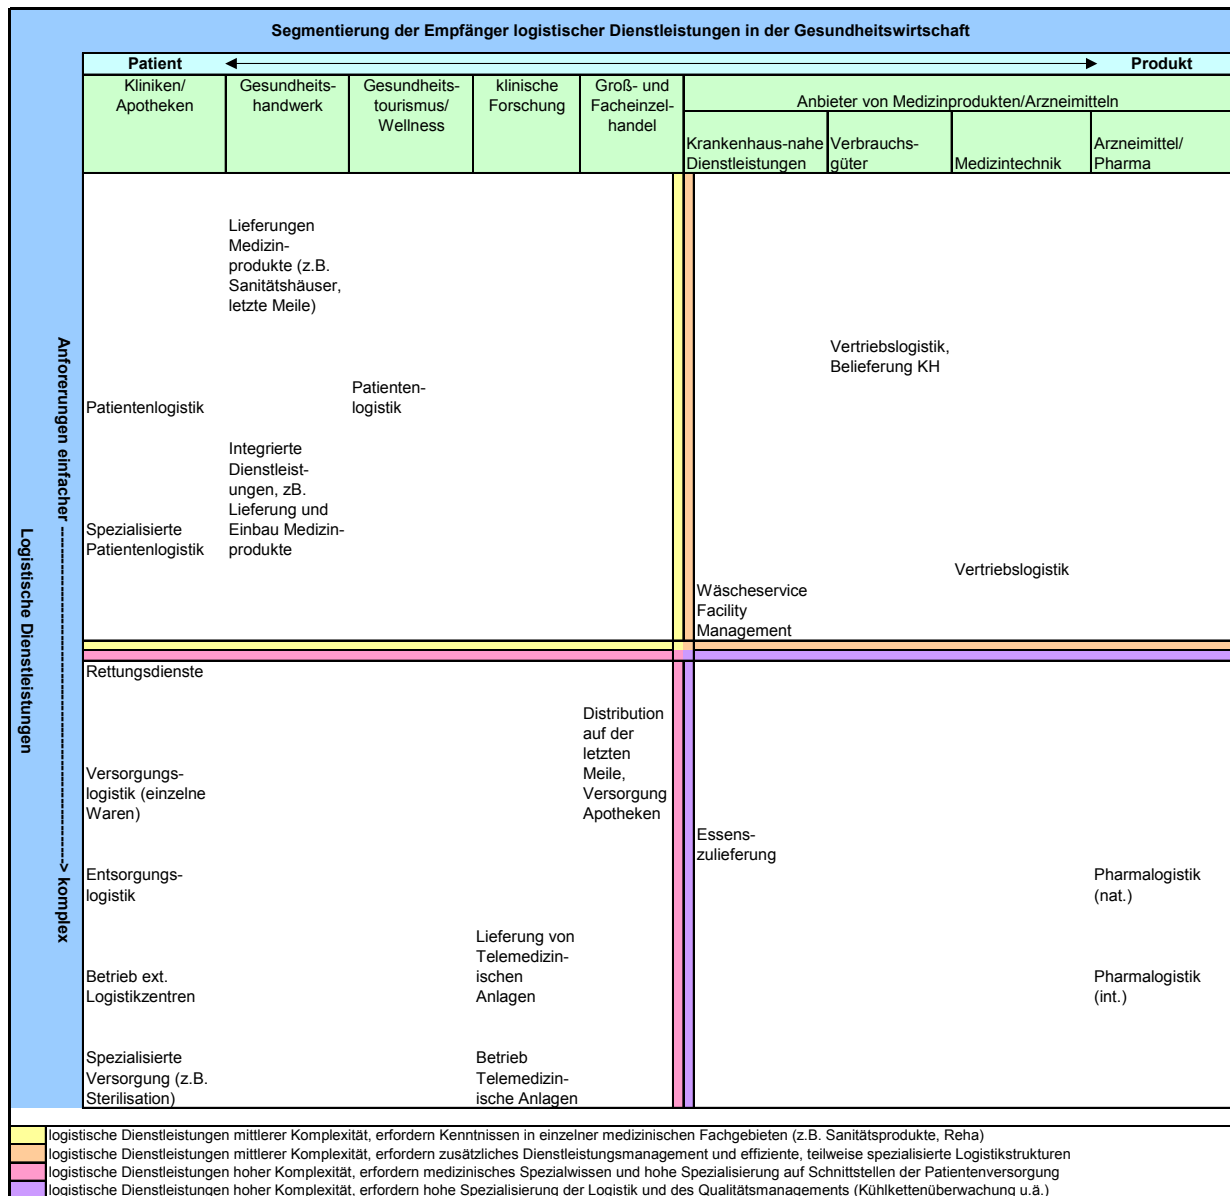 Segmentierung der Empfänger logistischer Dienstleistungen in der Gesundheitswirtschaft
Patient
Produkt
Kliniken/
Apotheken
Gesundheits-
handwerk
Gesundheits-
tourismus/
Wellness
klinische
Forschung
Groß- und
Facheinzel-
handel
Anbieter von Medizinprodukten/Arzneimitteln
Krankenhaus-nahe
Dienstleistungen
Verbrauchs-
güter
Medizintechnik
Arzneimittel/
Pharma
Logistische Dienstleistungen
Anforerungen einfacher ----------------------------------------------> komplex
Lieferungen
Medizin-
produkte (z.B.
Sanitätshäuser,
letzte Meile)
Vertriebslogistik,
Belieferung KH
Patientenlogistik
Patienten-
logistik
Integrierte
Dienstleist-
ungen, zB.
Lieferung und
Einbau Medizin-
produkte
Spezialisierte
Patientenlogistik
Vertriebslogistik
Wäscheservice
Facility
Management
Rettungsdienste
Distribution
auf der
letzten
Meile,
Versorgung
Apotheken
Versorgungs-
logistik (einzelne
Waren)
Essens-
zulieferung
Entsorgungs-
logistik
Pharmalogistik
(nat.)
Lieferung von
Telemedizin-
ischen
Anlagen
Betrieb ext.
Logistikzentren
Pharmalogistik
(int.)
Spezialisierte
Versorgung (z.B.
Sterilisation)
Betrieb
Telemedizin-
ische Anlagen
logistische Dienstleistungen mittlerer Komplexität, erfordern Kenntnissen in einzelner medizinischen Fachgebieten (z.B. Sanitätsprodukte, Reha)
logistische Dienstleistungen mittlerer Komplexität, erfordern zusätzliches Dienstleistungsmanagement und effiziente, teilweise spezialisierte Logistikstrukturen
logistische Dienstleistungen hoher Komplexität, erfordern medizinisches Spezialwissen und hohe Spezialisierung auf Schnittstellen der Patientenversorgung
logistische Dienstleistungen hoher Komplexität, erfordern hohe Spezialisierung der Logistik und des Qualitätsmanagements (Kühlkettenüberwachung u.ä.)